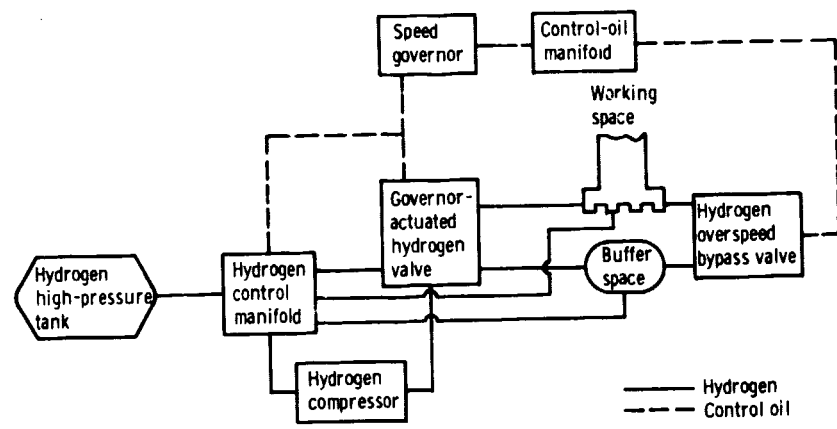 Speed
governor
Control-oil
manifold
Working
space
Governor-
actuated
hydrogen
valve
Hydrogen
overspeed
bypass valve
Buffer
space
Hydrogen
high-pressure
tank
Hydrogen
control
manifold
Hydrogen
compressor
Hydrogen
Control oil